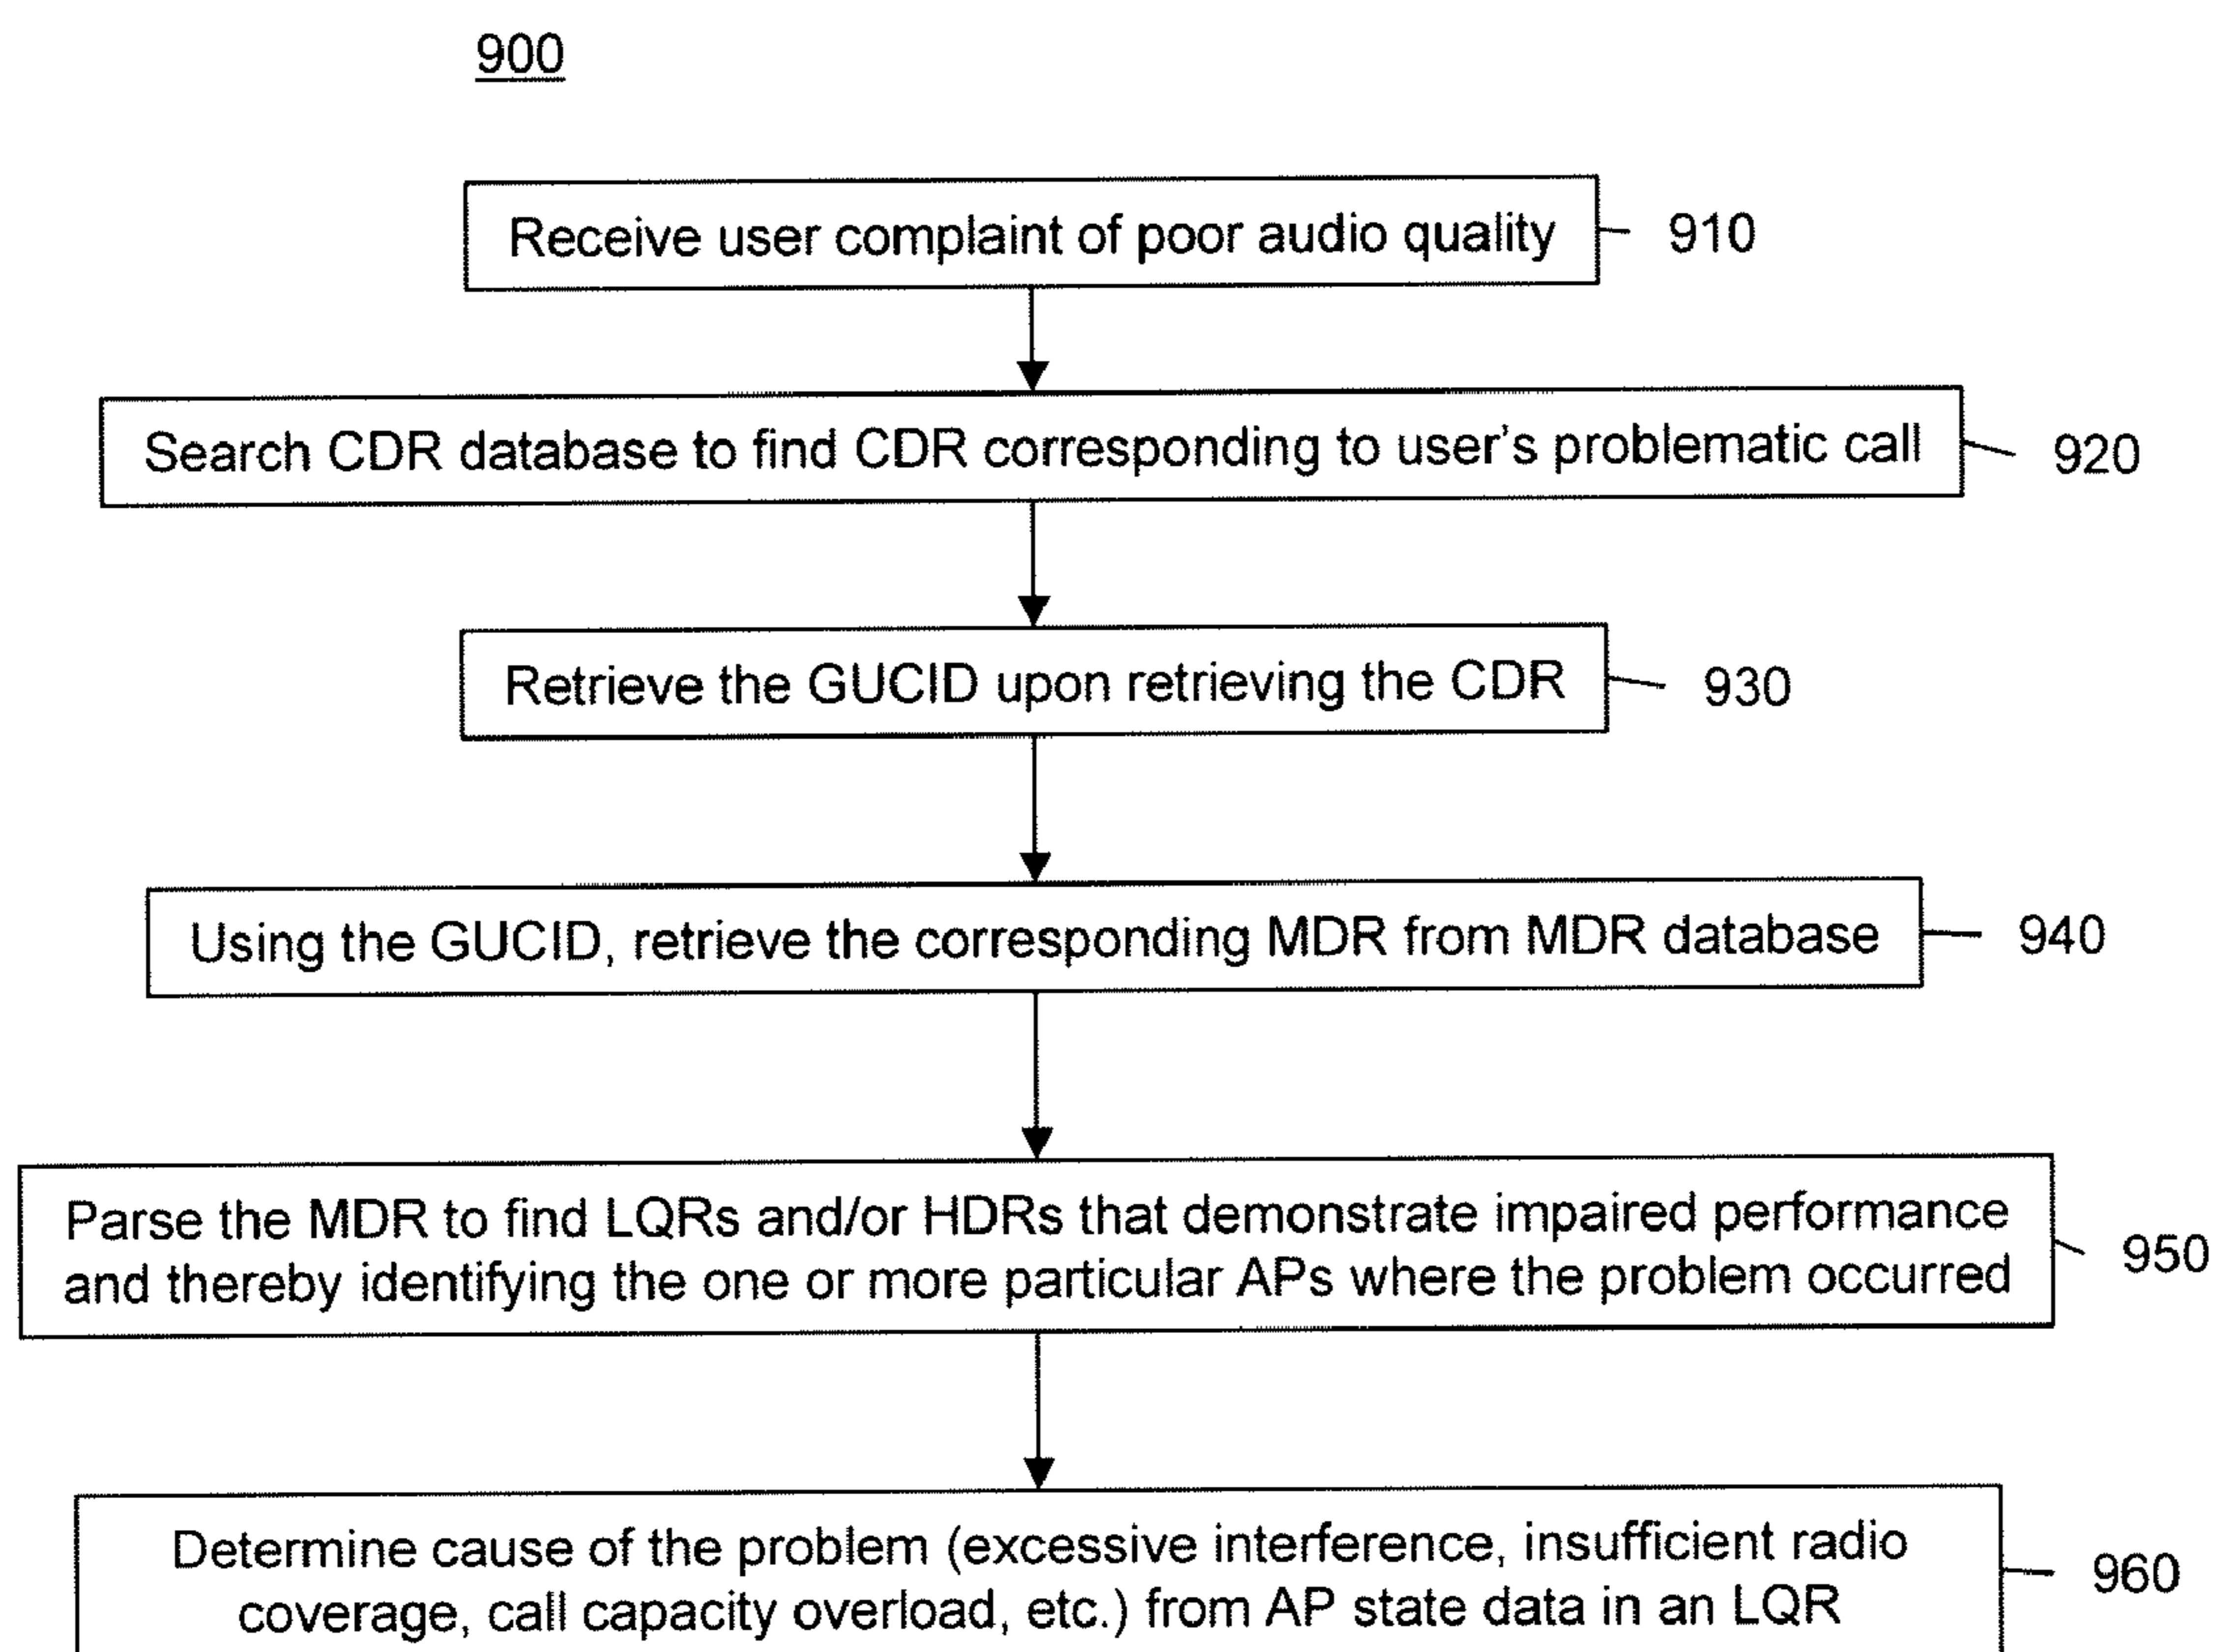 900
Receive user complaint of poor audio quality
910
Search CDR database to find CDR corresponding to user's problematic call
920
Retrieve the GUCID upon retrieving the CDR
930
Using the GUCID, retrieve the corresponding MDR from MDR database
940
Parse the MDR to find LQRs and/or HDRs that demonstrate impaired performance
and thereby identifying the one or more particular APs where the problem occurred
950
Determine cause of the problem (excessive interference, insufficient radio
coverage, call capacity overload, etc.) from AP state data in an LQR
960